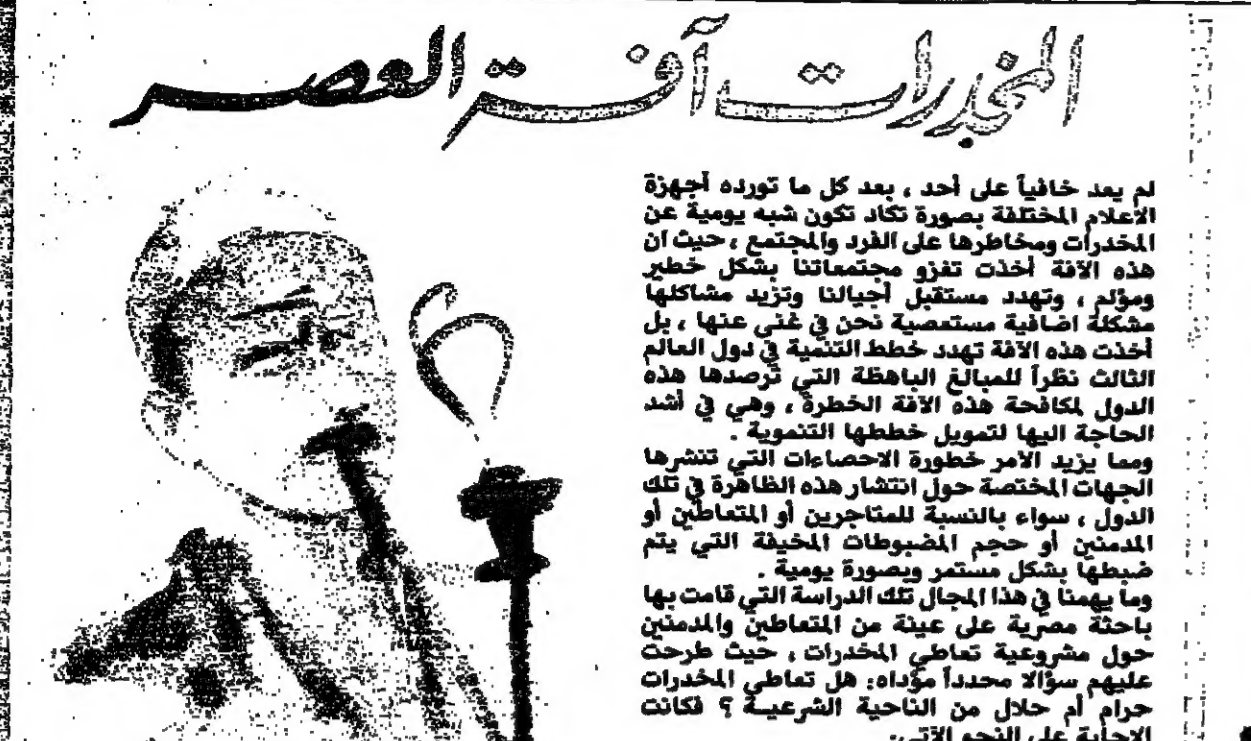 المخدرات آفة العصر
لم يعد خافياً على أحد ، بعد كل ما تورده أجهزة
الاعلام المختلفة بصورة تكاد تكون شبه يومية عن
المخدرات ومخاطرها على الفرد والمجتمع ، حيث ان
هذه الآفة أخذت تغزو مجتمعاتنا بشكل خطير
ومؤلم ، وتهدد مستقبل أجيالنا وتزيد مشاكلها
مشكلة اضافية مستعصية نحن في غنى عنها ، بل
أخذت هذه الآفة تهدد خطط التنمية في دول العالم
الثالث نظراً للمبالغ الباهظة التي ترصدها هذه
الدول لمكافحة هذه الآفة الخطرة ، وهي في أشد
الحاجة اليها لتمويل خططها التنموية .
ومما يزيد الأمر خطورة الاحصاءات التي تنشرها
الجهات المختصة حول انتشار هذه الظاهرة في تلك
الدول ، سواء بالنسبة للمتاجرين أو المتعاطين أو
المدمنين أو حجم المضبوطات المخيفة التي يتم
ضبطها بشكل مستمر وبصورة يومية .
وما يهمنا في هذا المجال تلك الدراسة التي قامت بها
باحثة مصرية على عينة من المتعاطين والمدمنين
حول مشروعية تعاطي المخدرات ، حيث طرحت
عليهم سؤالا محدداً مؤداه: هل تعاطي المخدرات
حرام أم حلال من الناحية الشرعية ؟ فكانت
الاجابة على النحو الآتي: